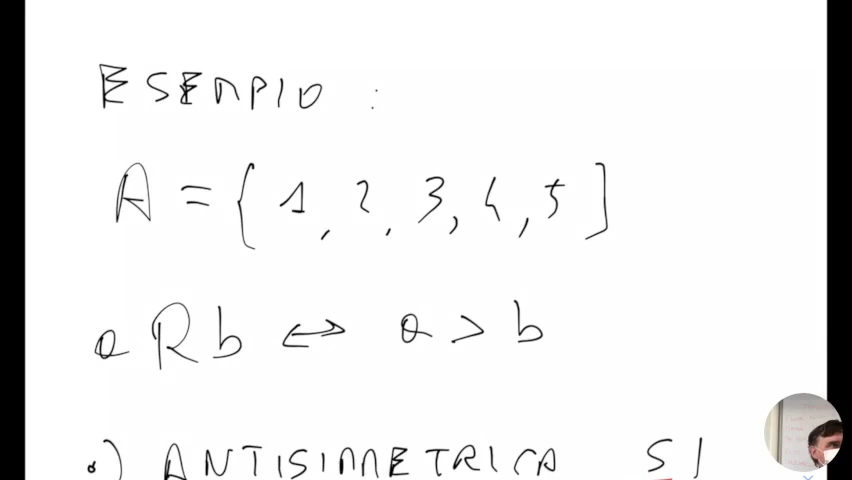 ESEMPIO :
A = { 1, 2, 3, 4, 5 }
a R b ⇔ a > b
•) ANTISIMMETRICA SI